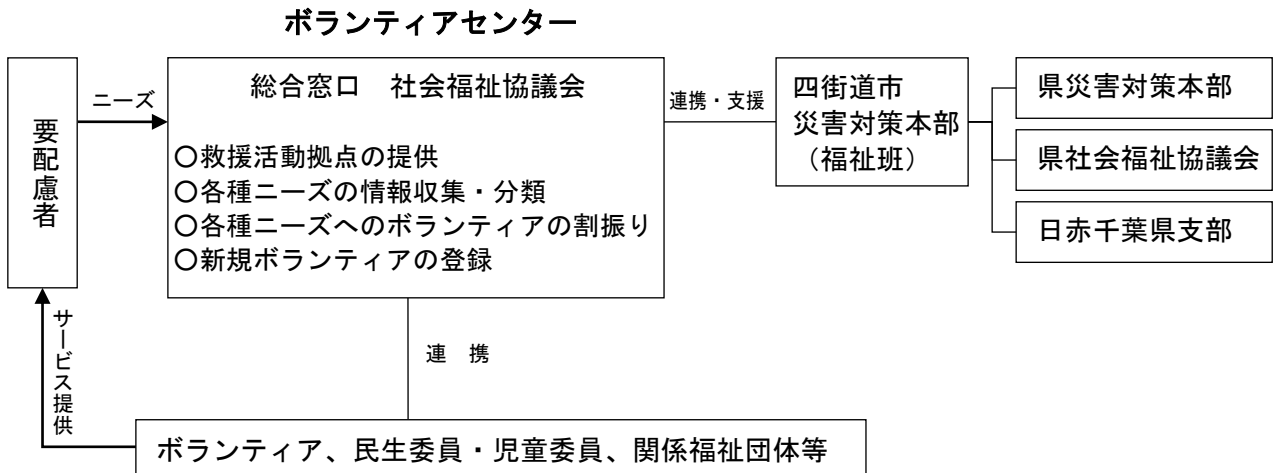 ボランティアセンター
要配慮者
ニーズ
総合窓口　社会福祉協議会
〇救援活動拠点の提供
〇各種ニーズの情報収集・分類
〇各種ニーズへのボランティアの割振り
〇新規ボランティアの登録
連携・支援
四街道市
災害対策本部
（福祉班）
県災害対策本部
県社会福祉協議会
日赤千葉県支部
サービス提供
連　携
ボランティア、民生委員・児童委員、関係福祉団体等